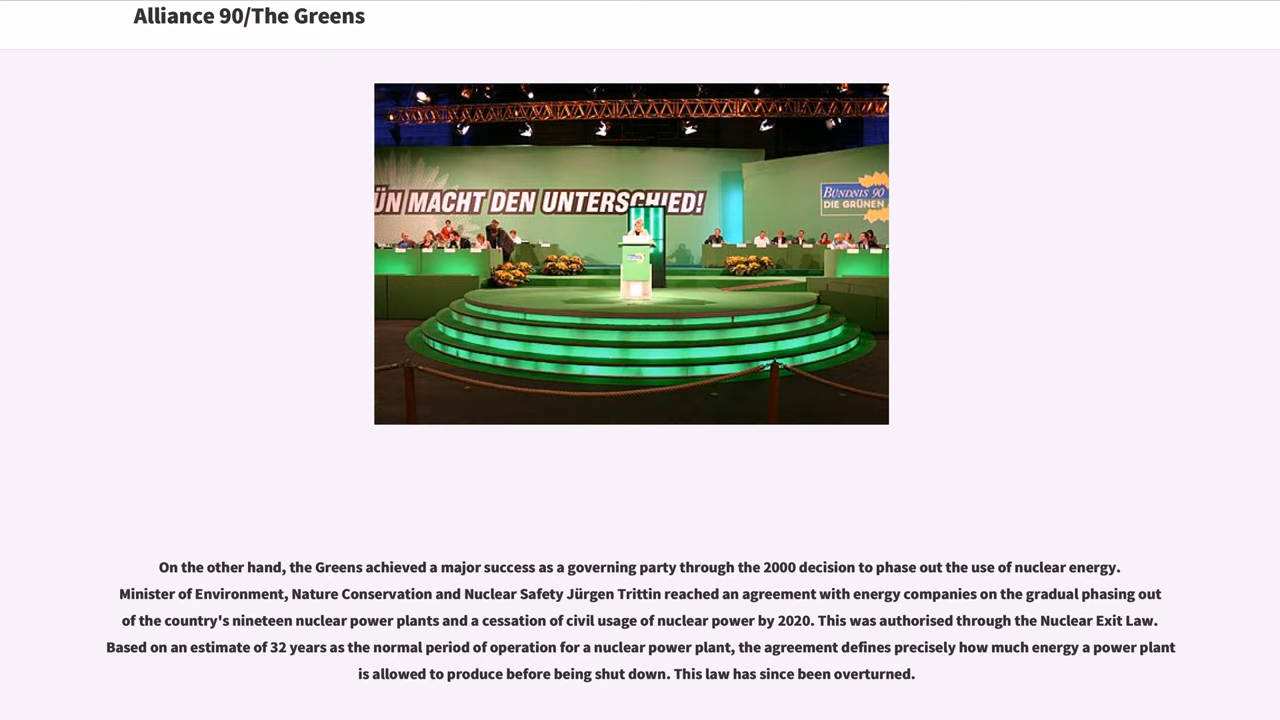 Alliance 90/The Greens
ÜN MACHT DEN UNTERSCHIED!
BÜNDNIS 90
DIE GRÜNEN
On the other hand, the Greens achieved a major success as a governing party through the 2000 decision to phase out the use of nuclear energy.
Minister of Environment, Nature Conservation and Nuclear Safety Jürgen Trittin reached an agreement with energy companies on the gradual phasing out
of the country's nineteen nuclear power plants and a cessation of civil usage of nuclear power by 2020. This was authorised through the Nuclear Exit Law.
Based on an estimate of 32 years as the normal period of operation for a nuclear power plant, the agreement defines precisely how much energy a power plant
is allowed to produce before being shut down. This law has since been overturned.